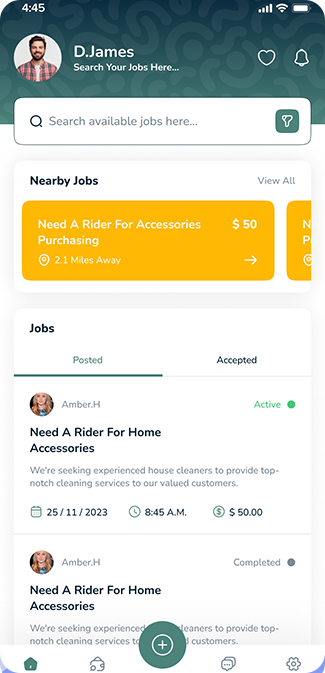 4:45
D.James
Search Your Jobs Here...
Search available jobs here...
Nearby Jobs
View All
Need A Rider For Accessories
$ 50
Purchasing
2.1 Miles Away
N
P
Jobs
Posted
Accepted
Amber.H
Active
Need A Rider For Home
Accessories
We're seeking experienced house cleaners to provide top-
notch cleaning services to our valued customers.
25 / 11 / 2023
8:45 A.M.
$ 50.00
Amber.H
Completed
Need A Rider For Home
Accessories
We're seeking experienced house cleaners to provide top-
notch cleaning services to our valued customers.